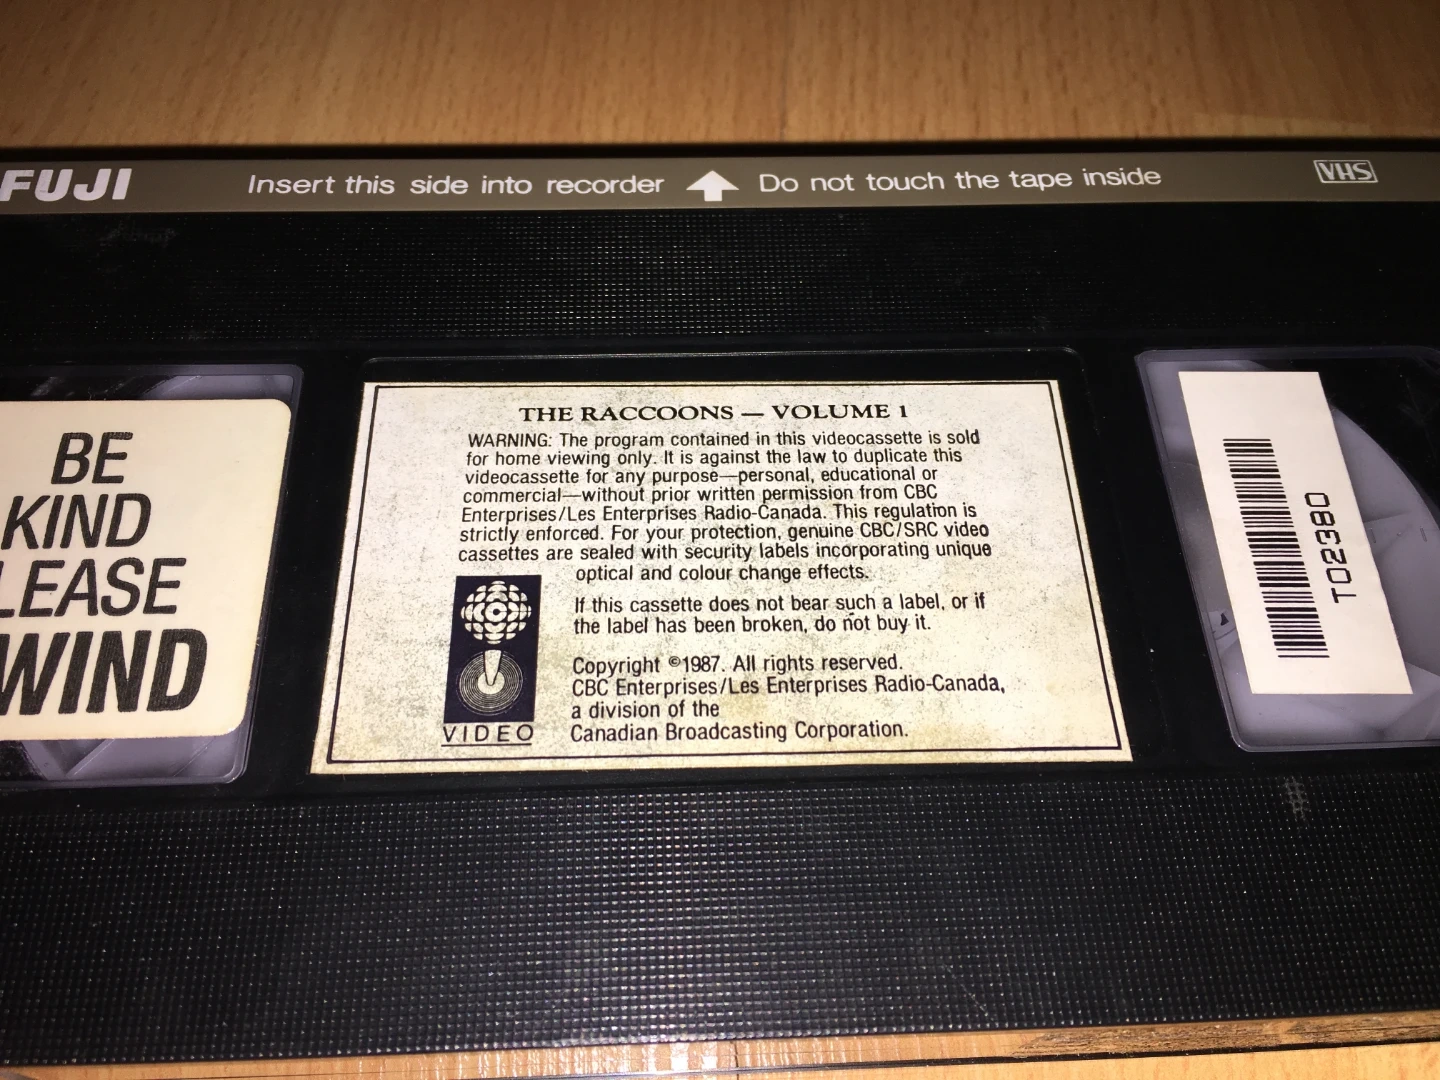 FUJI
Insert this side into recorder
Do not touch the tape inside
VHS
BE
KIND
LEASE
WIND
THE RACCOONS — VOLUME 1
WARNING: The program contained in this videocassette is sold
for home viewing only. It is against the law to duplicate this
videocassette for any purpose—personal, educational or
commercial—without prior written permission from CBC
Enterprises/Les Enterprises Radio-Canada. This regulation is
strictly enforced. For your protection, genuine CBC/SRC video
cassettes are sealed with security labels incorporating unique
optical and colour change effects.
If this cassette does not bear such a label, or if
the label has been broken, do not buy it.
Copyright ©1987. All rights reserved.
CBC Enterprises/Les Enterprises Radio-Canada,
a division of the
Canadian Broadcasting Corporation.
VIDEO
T02380